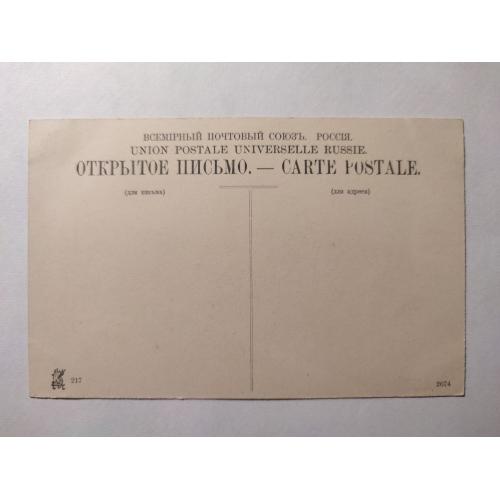 ВСЕМІРНЫЙ ПОЧТОВЫЙ СОЮЗЪ. РОССІЯ.
UNION POSTALE UNIVERSELLE RUSSIE.
ОТКРЫТОЕ ПИСЬМО. — CARTE POSTALE.
(для письма) (для адреса)
217 2674